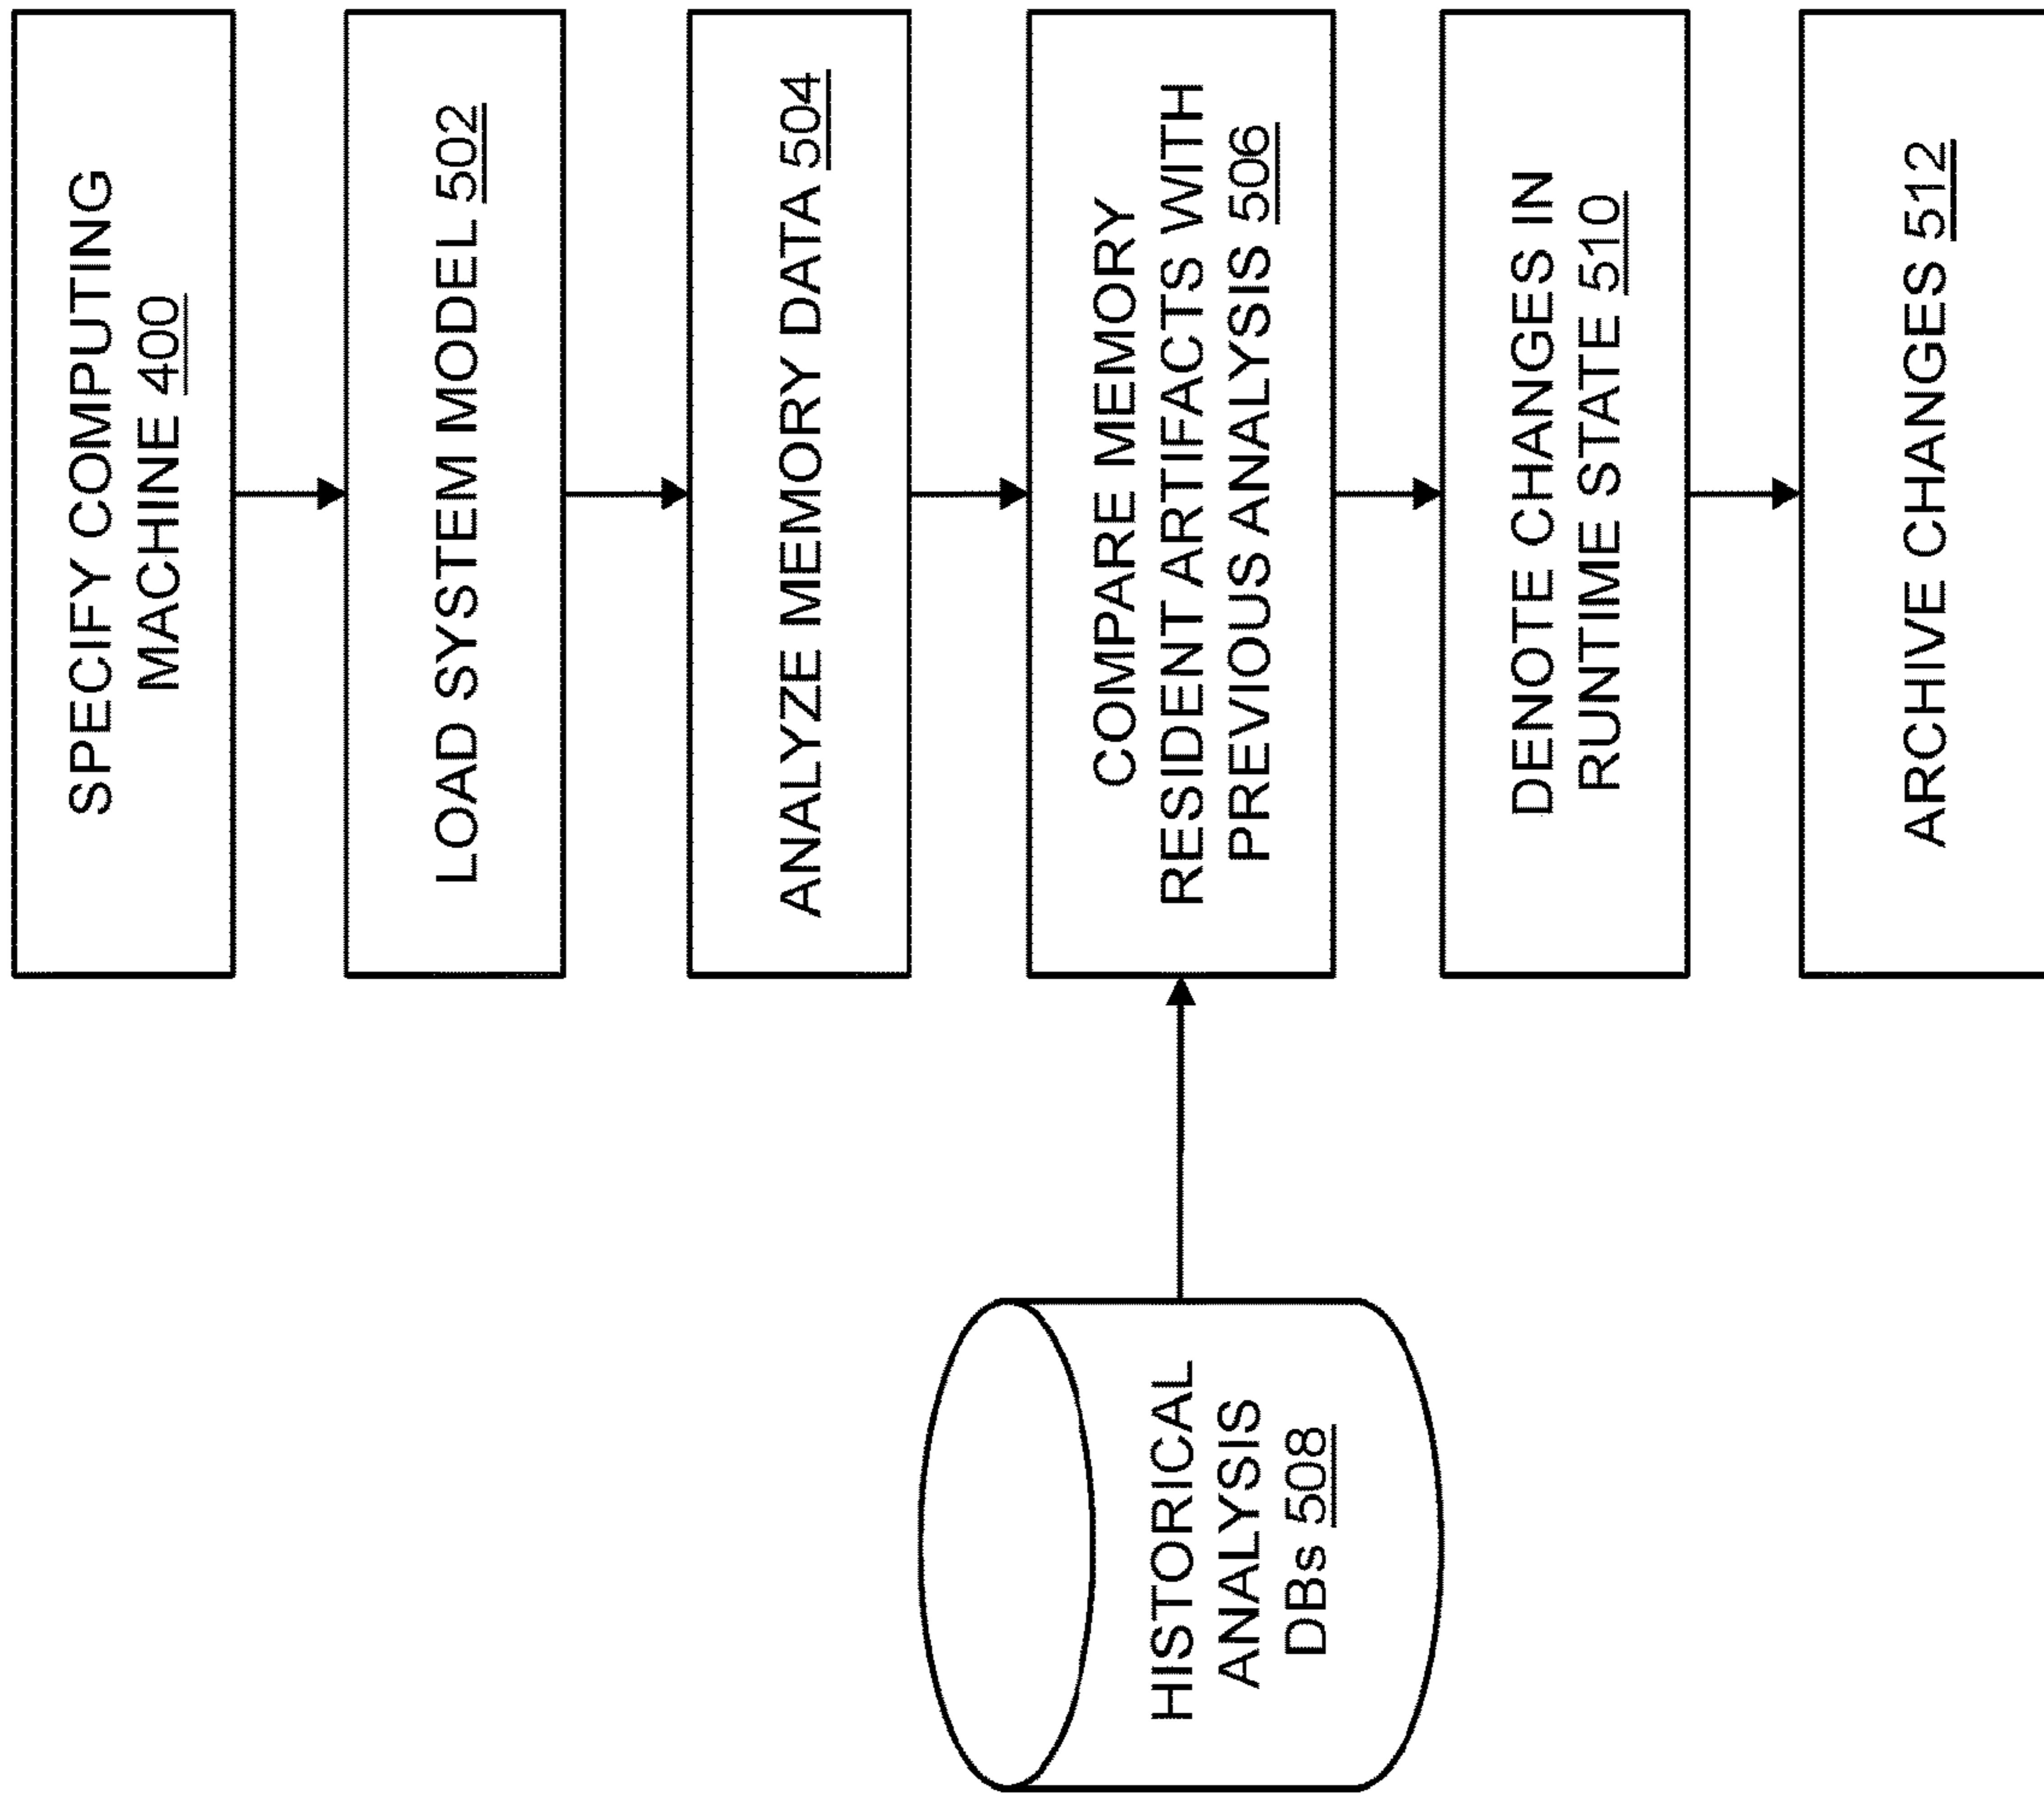 SPECIFY COMPUTING
MACHINE 400
LOAD SYSTEM MODEL 502
ANALYZE MEMORY DATA 504
COMPARE MEMORY
RESIDENT ARTIFACTS WITH
PREVIOUS ANALYSIS 506
HISTORICAL
ANALYSIS
DBs 508
DENOTE CHANGES IN
RUNTIME STATE 510
ARCHIVE CHANGES 512